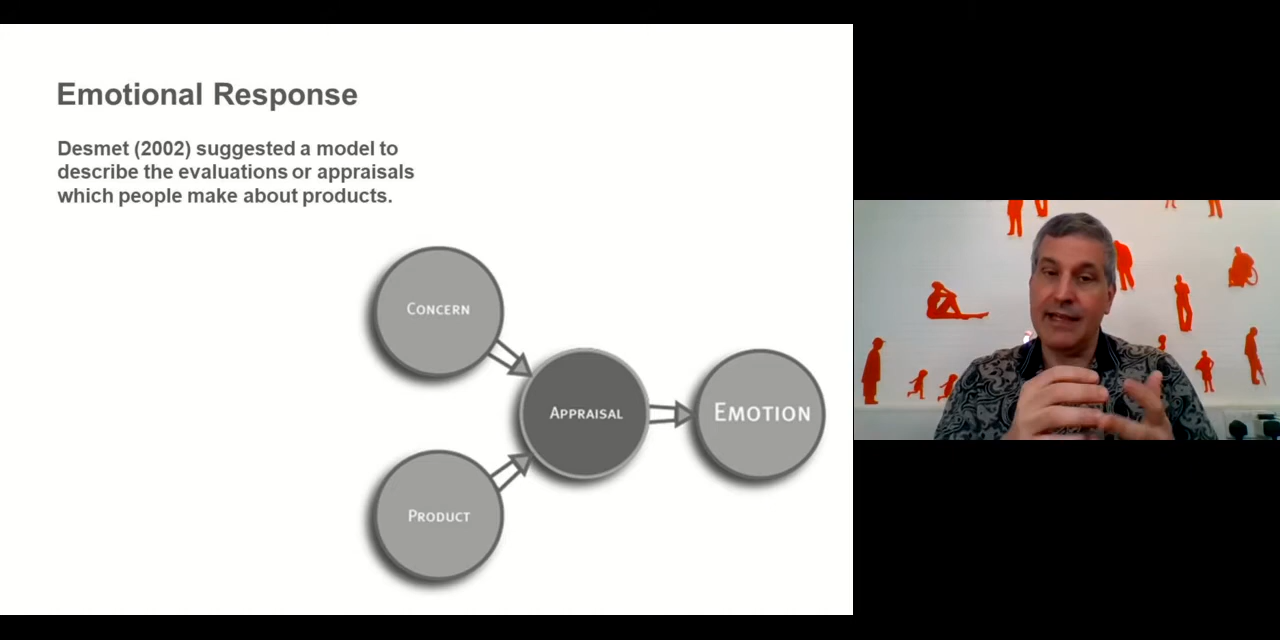 Emotional Response
Desmet (2002) suggested a model to
describe the evaluations or appraisals
which people make about products.
CONCERN
APPRAISAL
EMOTION
PRODUCT